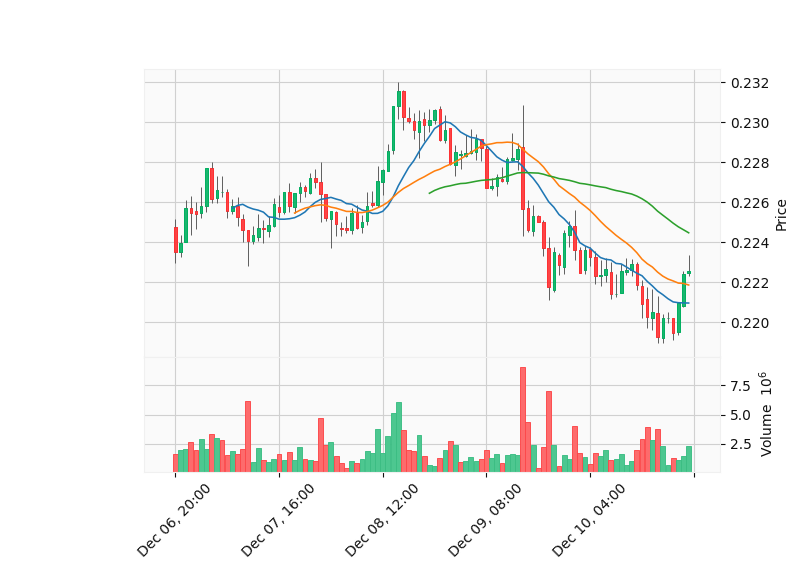 0.232
0.230
0.228
0.226
0.224
0.222
0.220
Price
7.5
5.0
2.5
Volume 10^6
Dec 06, 20:00
Dec 07, 16:00
Dec 08, 12:00
Dec 09, 08:00
Dec 10, 04:00